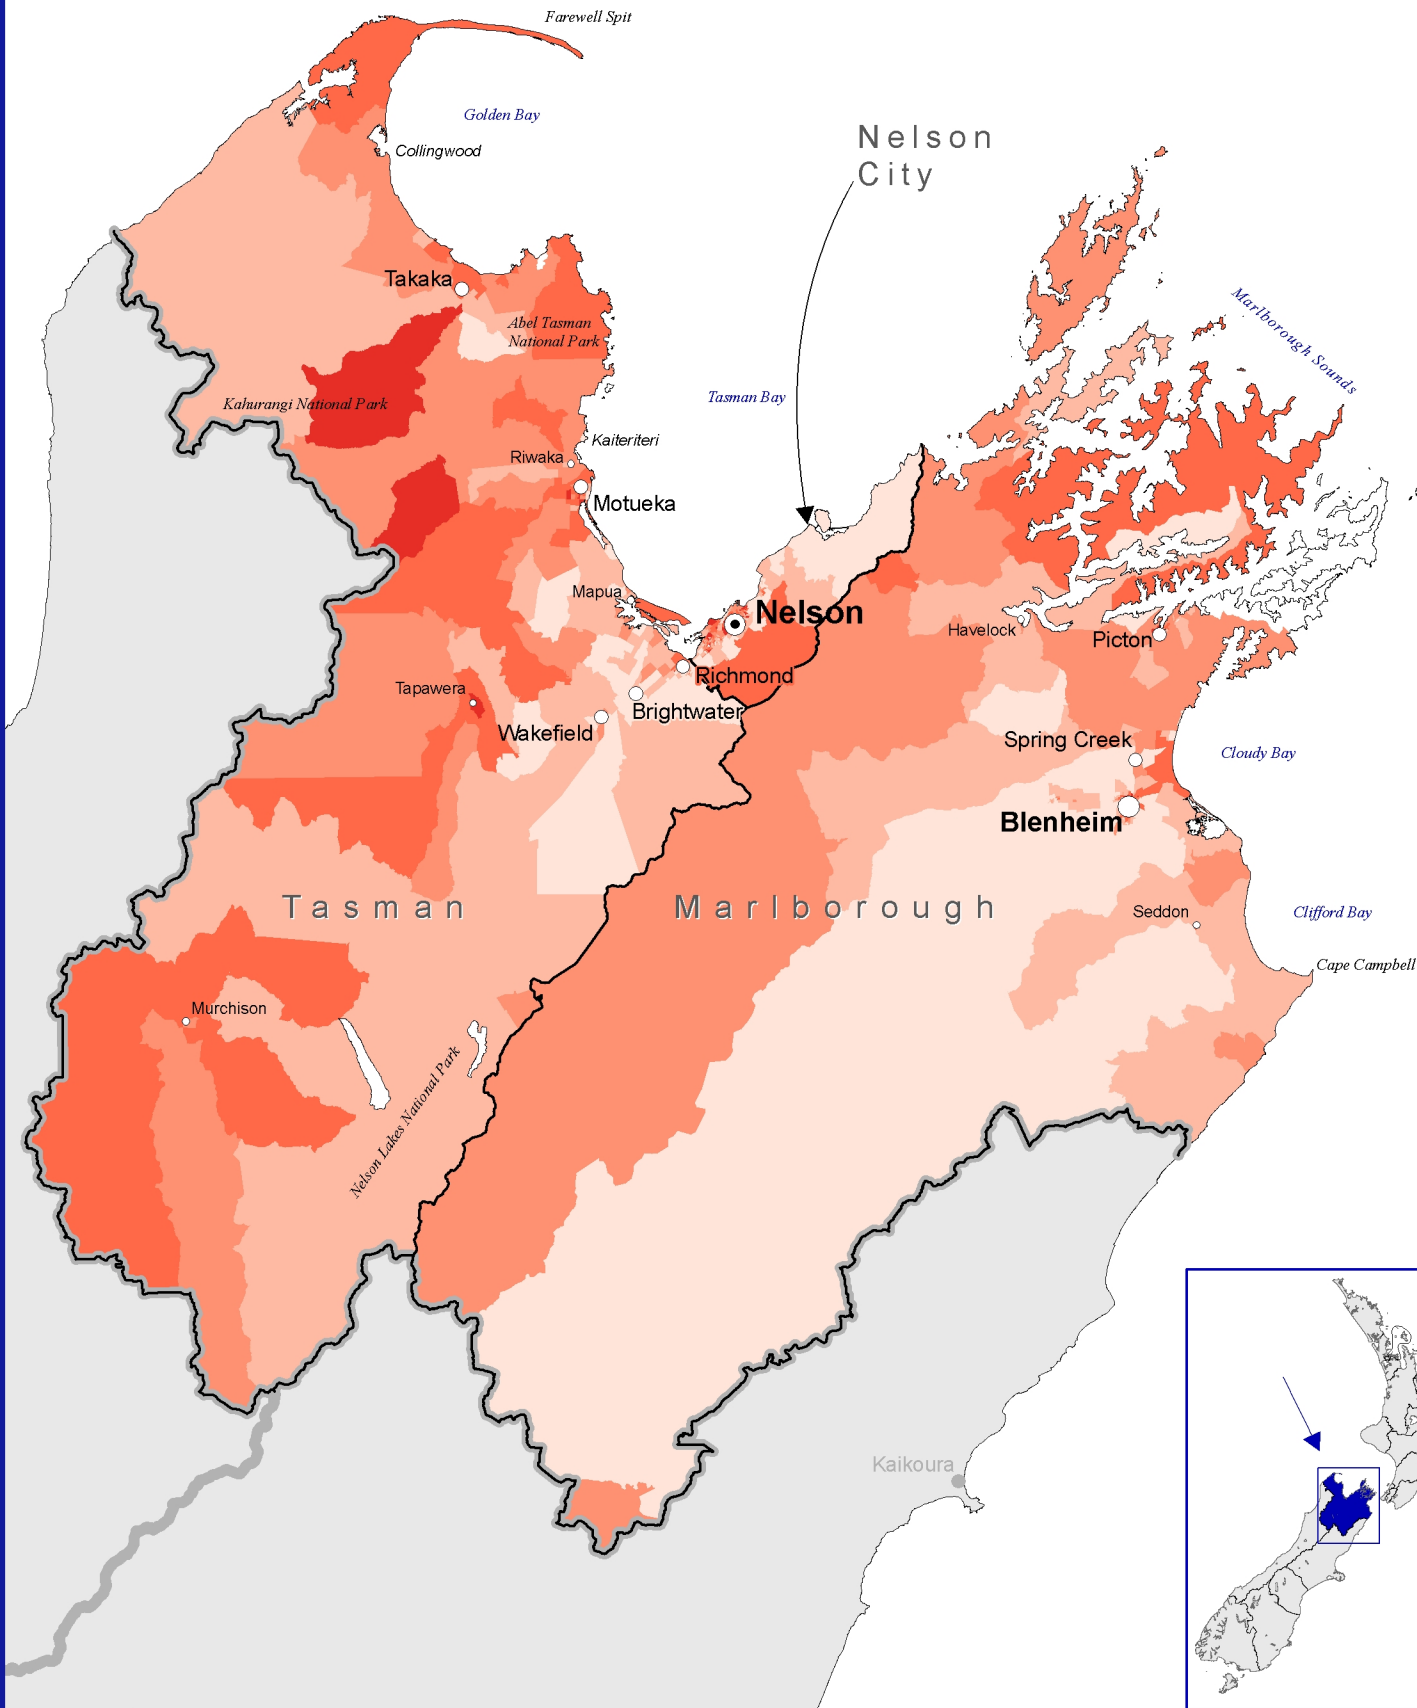 Farewell Spit
Golden Bay
Nelson
City
Collingwood
Takaka
Marlborough Sounds
Abel Tasman
National Park
Kahurangi National Park
Tasman Bay
Kaiteriteri
Riwaka
Motueka
Mapua
Nelson
Havelock
Picton
Richmond
Tapawera
Brightwater
Wakefield
Spring Creek
Cloudy Bay
Blenheim
Tasman
Marlborough
Seddon
Clifford Bay
Cape Campbell
Murchison
Nelson Lakes National Park
Kaikoura